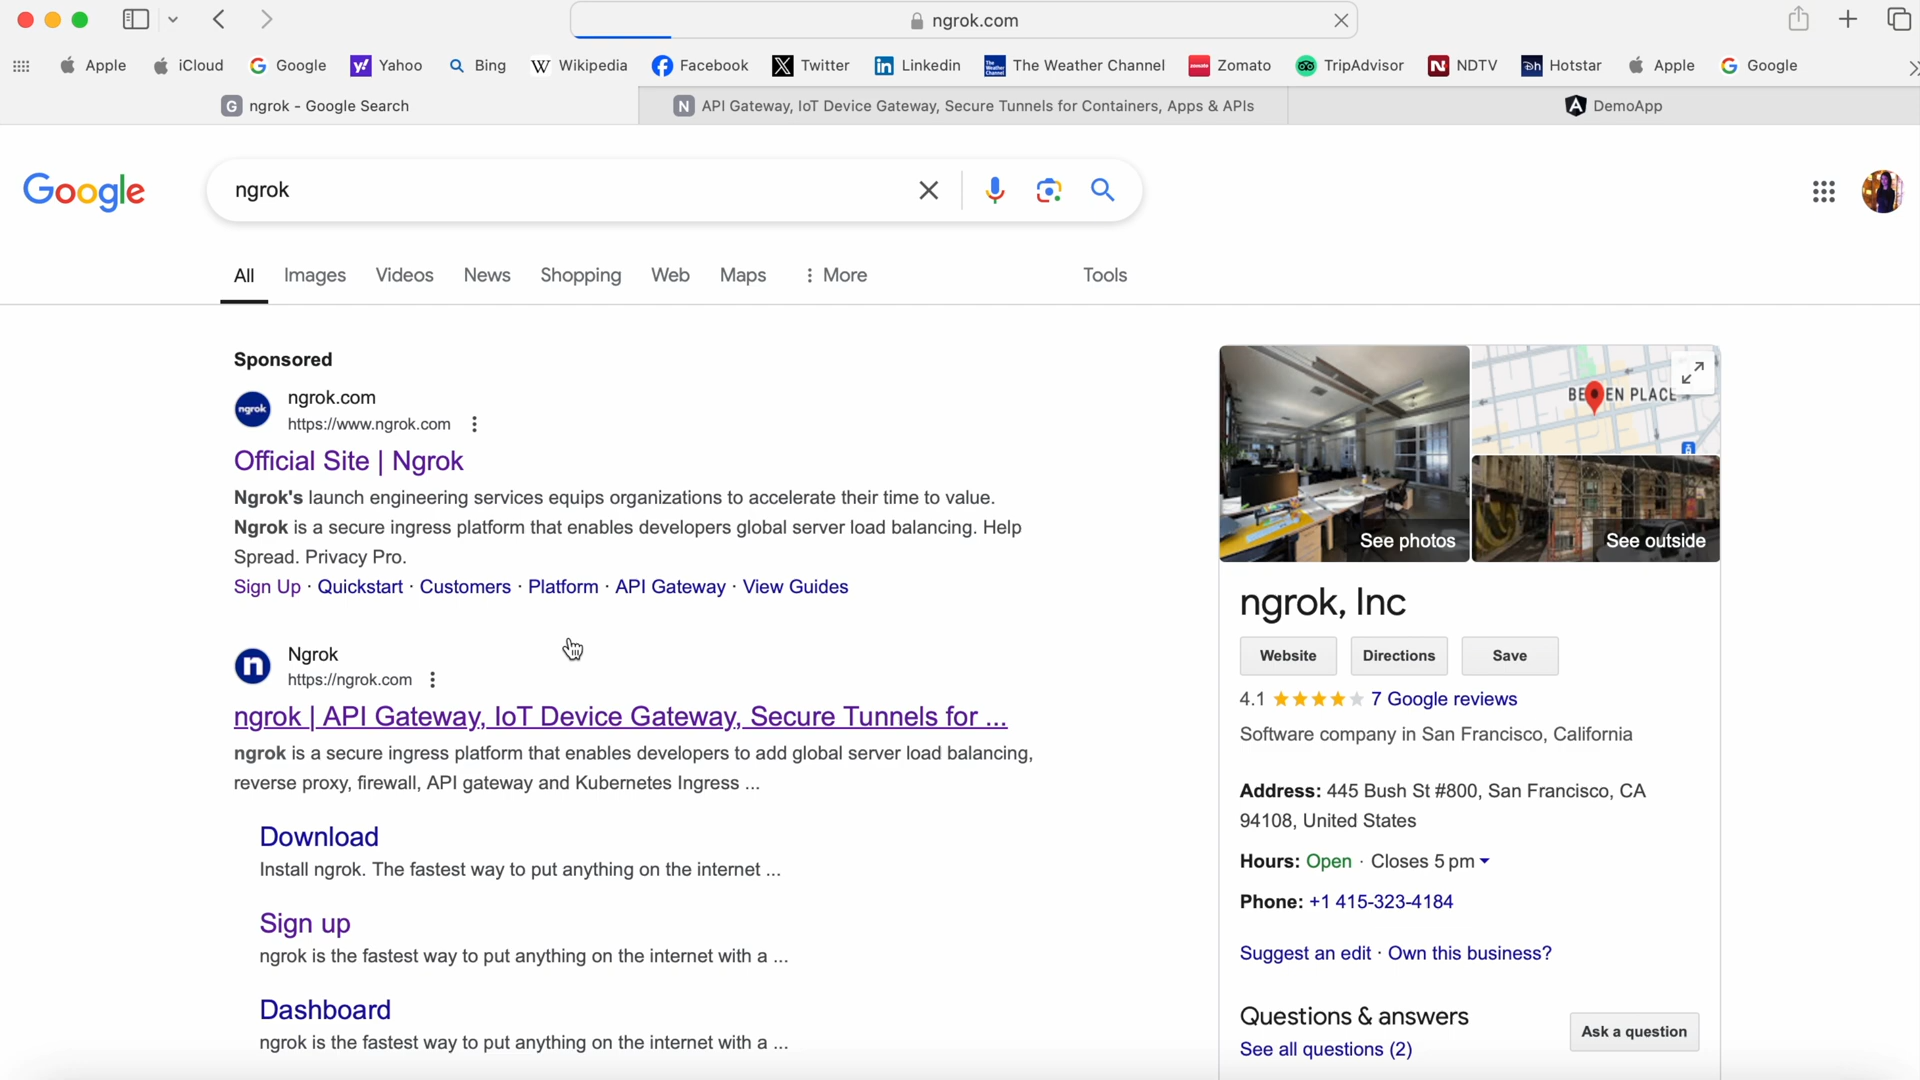 ngrok.com
Apple
iCloud
Google
Yahoo
Bing
Wikipedia
Facebook
Twitter
Linkedin
The Weather Channel
Zomato
TripAdvisor
NDTV
Hotstar
Apple
Google
ngrok - Google Search
API Gateway, IoT Device Gateway, Secure Tunnels for Containers, Apps & APIs
DemoApp
Google
ngrok
All
Images
Videos
News
Shopping
Web
Maps
More
Tools
Sponsored
ngrok
ngrok.com
https://www.ngrok.com
Official Site | Ngrok
Ngrok's launch engineering services equips organizations to accelerate their time to value.
Ngrok is a secure ingress platform that enables developers global server load balancing. Help
Spread. Privacy Pro.
Sign Up · Quickstart · Customers · Platform · API Gateway · View Guides
n
Ngrok
https://ngrok.com
ngrok | API Gateway, IoT Device Gateway, Secure Tunnels for ...
ngrok is a secure ingress platform that enables developers to add global server load balancing,
reverse proxy, firewall, API gateway and Kubernetes Ingress ...
Download
Install ngrok. The fastest way to put anything on the internet ...
Sign up
ngrok is the fastest way to put anything on the internet with a ...
Dashboard
ngrok is the fastest way to put anything on the internet with a ...
See photos
See outside
ngrok, Inc
Website
Directions
Save
4.1
7 Google reviews
Software company in San Francisco, California
Address: 445 Bush St #800, San Francisco, CA
94108, United States
Hours: Open · Closes 5 pm
Phone: +1 415-323-4184
Suggest an edit · Own this business?
Questions & answers
See all questions (2)
Ask a question